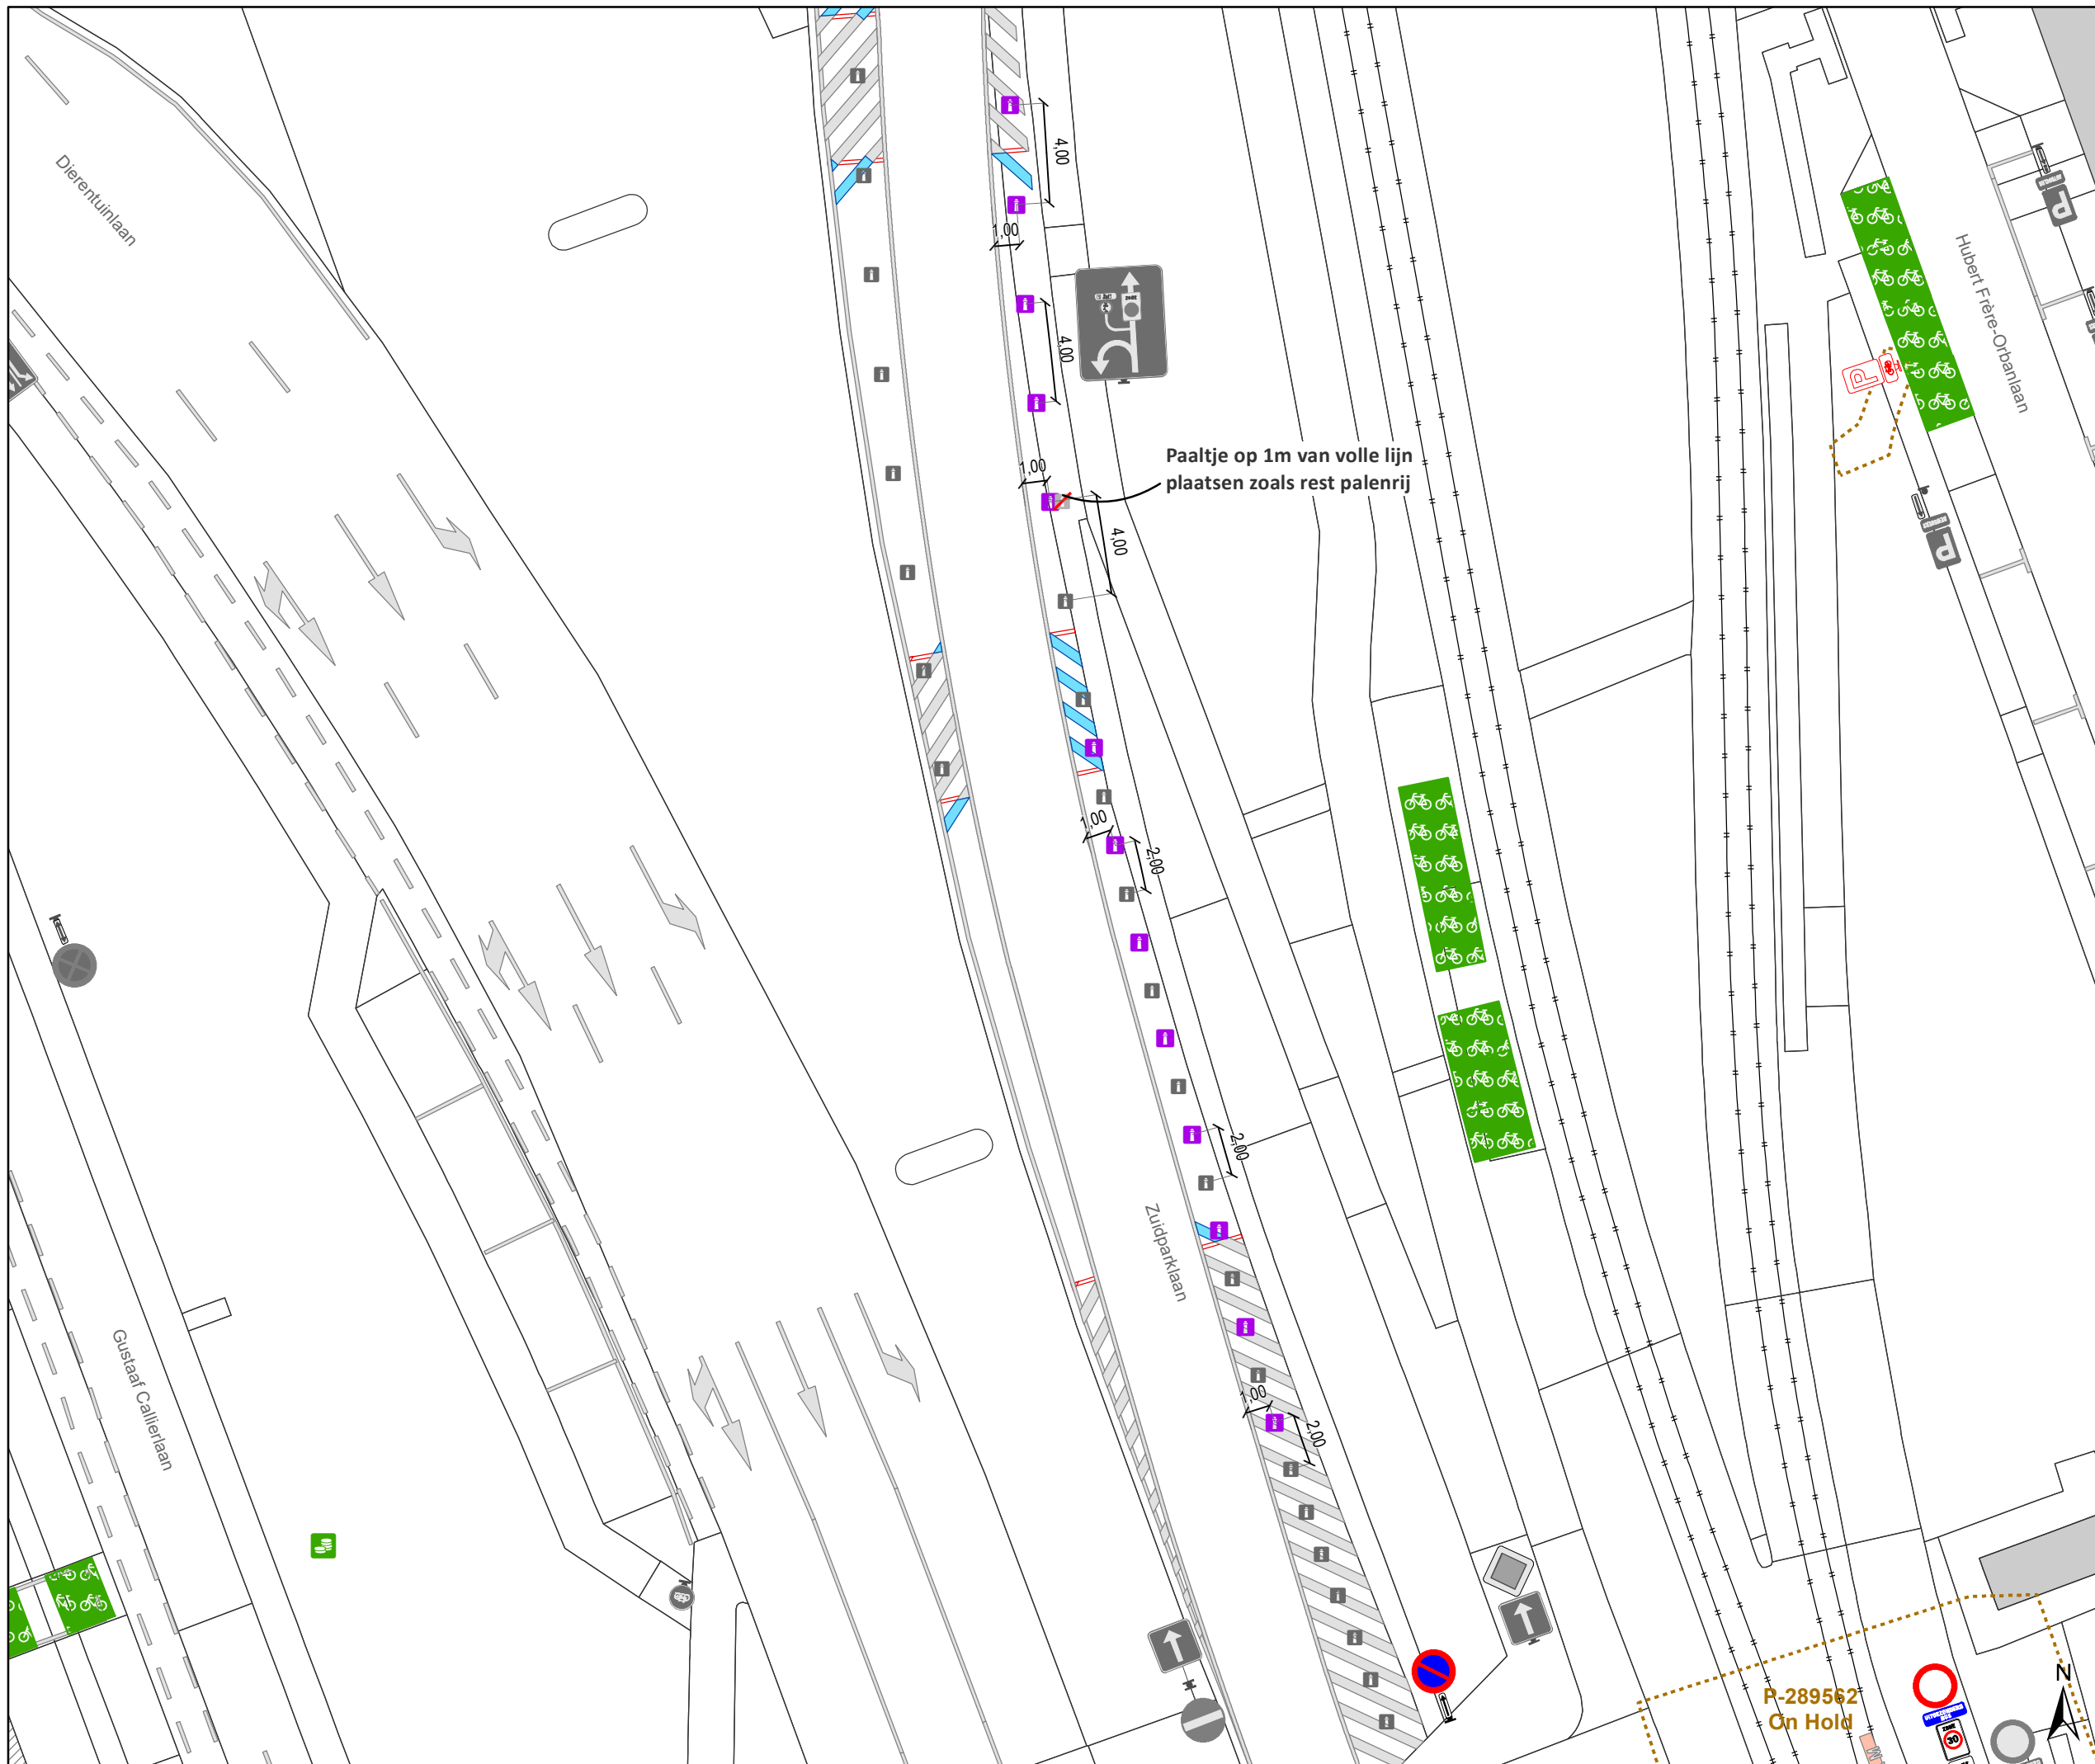 Dierentuinlaan
4,00
1,00
4,00
Hubert Frère-Orbanlaan
P
P
Paaltje op 1m van volle lijn
plaatsen zoals rest palenrij
1,00
4,00
P
1,00
2,00
2,00
Zuidparklaan
Gustaaf Callierlaan
1,00
2,00
P-289562
On Hold
N
ZONE
30